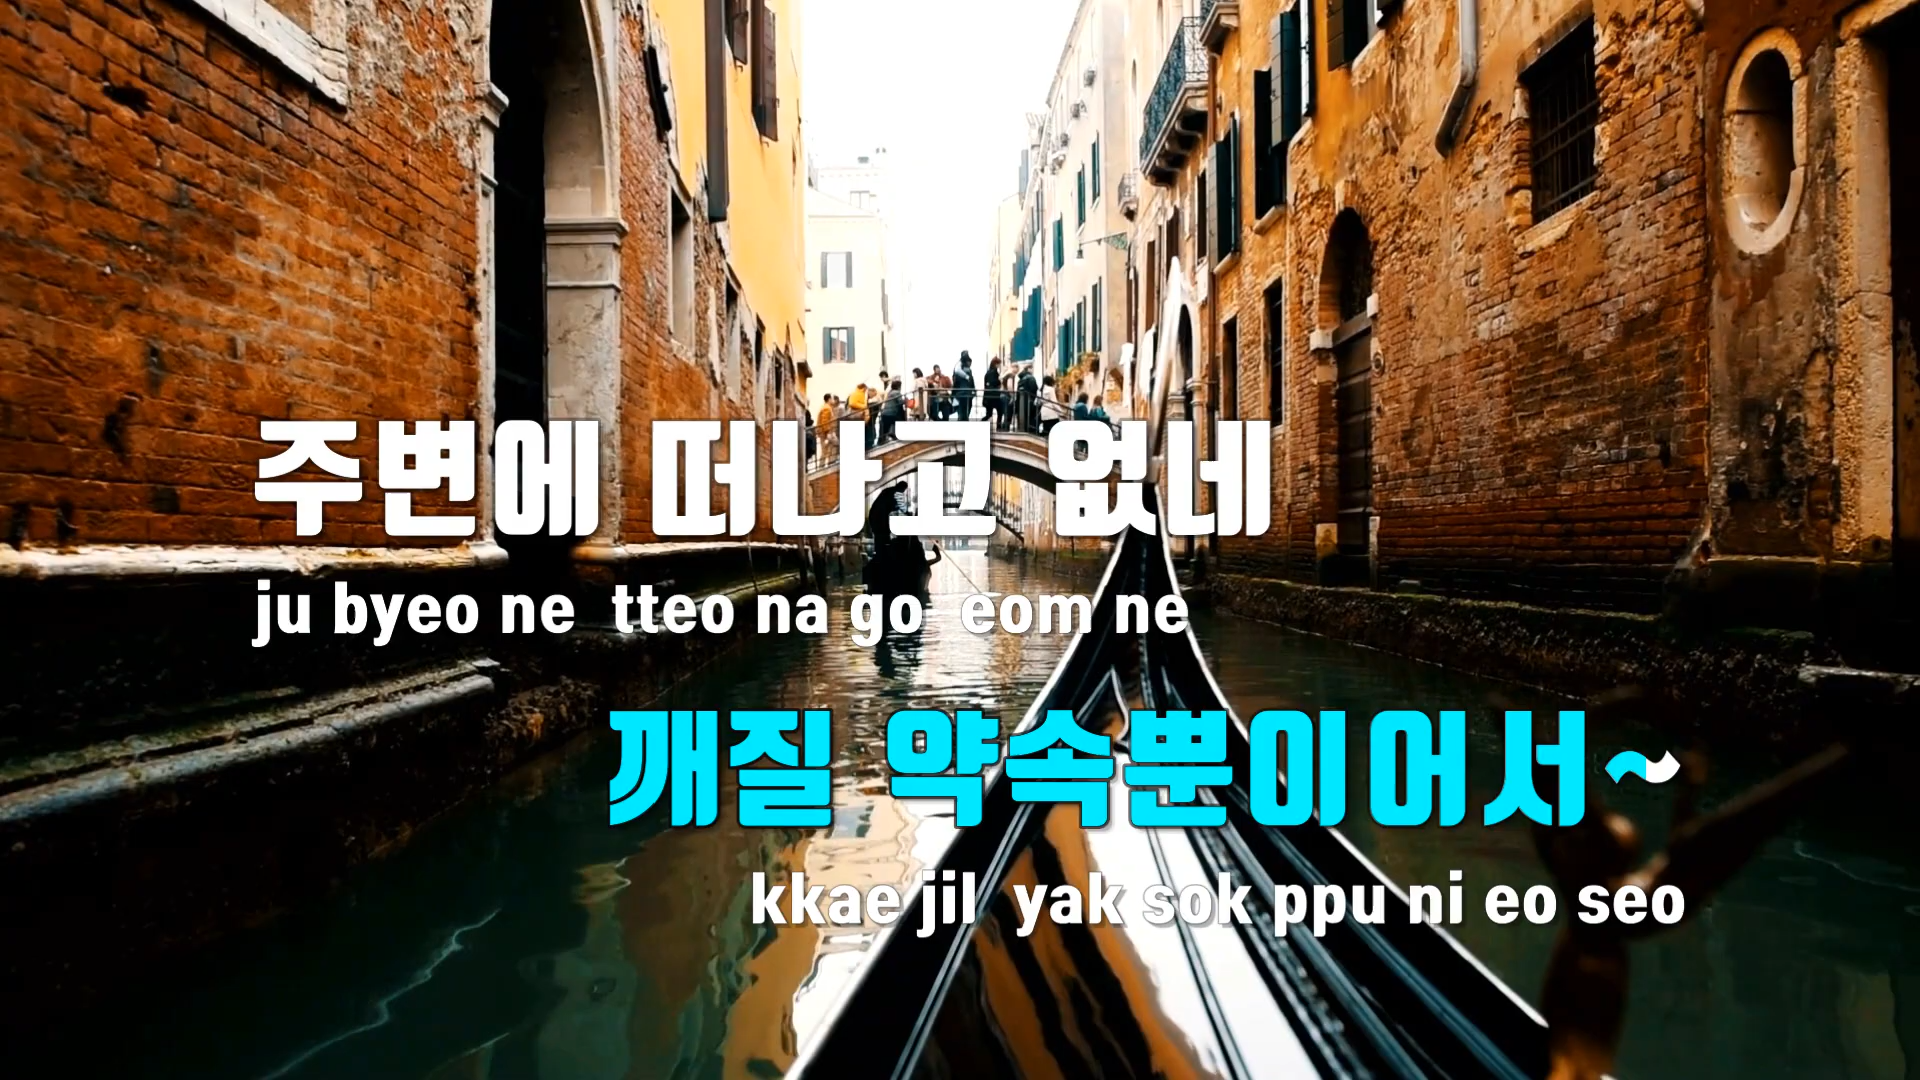 주변에 떠나고 없네
ju byeo ne tteo na go eom ne
깨질 약속뿐이어서~
kkae jil yak sok ppu ni eo seo